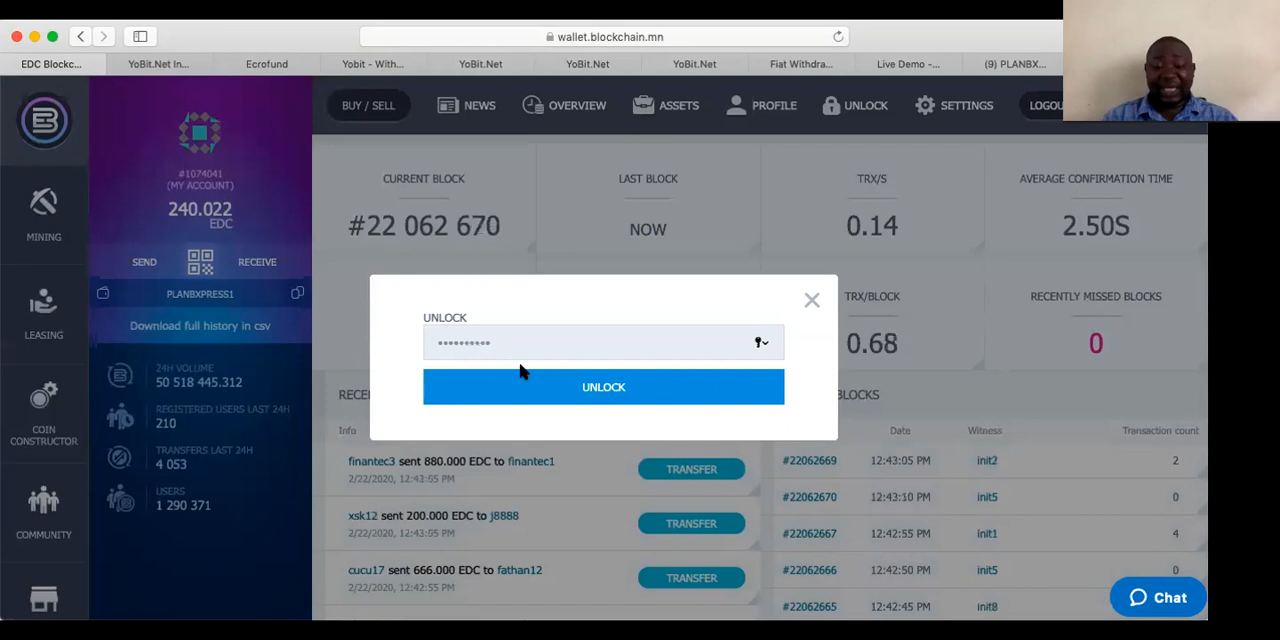 wallet.blockchain.mn
EDC Blockc...
YoBit.Net In...
Ecrofund
Yobit - With...
YoBit.Net
YoBit.Net
YoBit.Net
Fiat Withdra...
Live Demo -...
(9) PLANBX...
BUY / SELL
NEWS
OVERVIEW
ASSETS
PROFILE
UNLOCK
SETTINGS
LOGOU
MINING
LEASING
COIN
CONSTRUCTOR
COMMUNITY
#1074041
(MY ACCOUNT)
240.022
EDC
SEND
RECEIVE
PLANBXPRESS1
Download full history in csv
24H VOLUME
50 518 445.312
REGISTERED USERS LAST 24H
210
TRANSFERS LAST 24H
4 053
USERS
1 290 371
CURRENT BLOCK
#22 062 670
LAST BLOCK
NOW
TRX/S
0.14
AVERAGE CONFIRMATION TIME
2.50S
TRX/BLOCK
0.68
RECENTLY MISSED BLOCKS
0
UNLOCK
UNLOCK
RECE
Info
finantec3 sent 880.000 EDC to finantec1
2/22/2020, 12:43:05 PM
TRANSFER
xsk12 sent 200.000 EDC to j8888
2/22/2020, 12:43:05 PM
TRANSFER
cucu17 sent 666.000 EDC to fathan12
2/22/2020, 12:42:55 PM
TRANSFER
BLOCKS
Date
Witness
Transaction count
#22062669
12:43:05 PM
init2
2
#22062670
12:43:10 PM
init5
0
#22062667
12:42:55 PM
init1
4
#22062666
12:42:50 PM
init5
0
#22062665
12:42:45 PM
init8
Chat